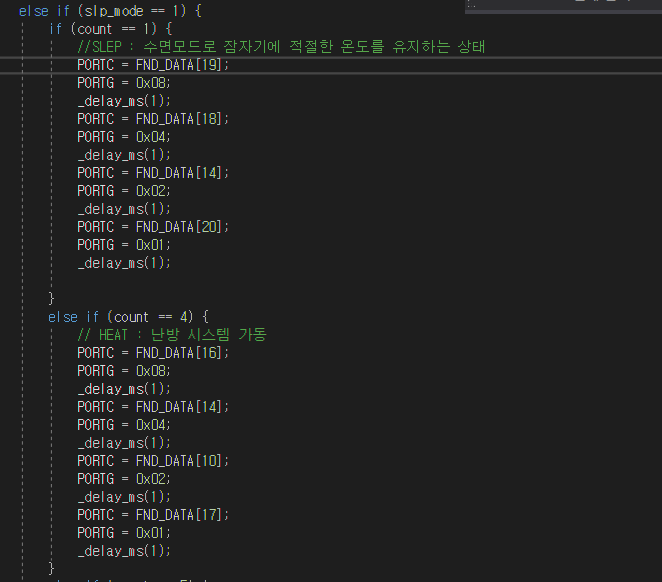 else if (slp_mode == 1) {
if (count == 1) {
//SLEP : 수면모드로 잠자기에 적절한 온도를 유지하는 상태
PORTC = FND_DATA[19];
PORTG = 0x08;
_delay_ms(1);
PORTC = FND_DATA[18];
PORTG = 0x04;
_delay_ms(1);
PORTC = FND_DATA[14];
PORTG = 0x02;
_delay_ms(1);
PORTC = FND_DATA[20];
PORTG = 0x01;
_delay_ms(1);
}
else if (count == 4) {
// HEAT : 난방 시스템 가동
PORTC = FND_DATA[16];
PORTG = 0x08;
_delay_ms(1);
PORTC = FND_DATA[14];
PORTG = 0x04;
_delay_ms(1);
PORTC = FND_DATA[10];
PORTG = 0x02;
_delay_ms(1);
PORTC = FND_DATA[17];
PORTG = 0x01;
_delay_ms(1);
}